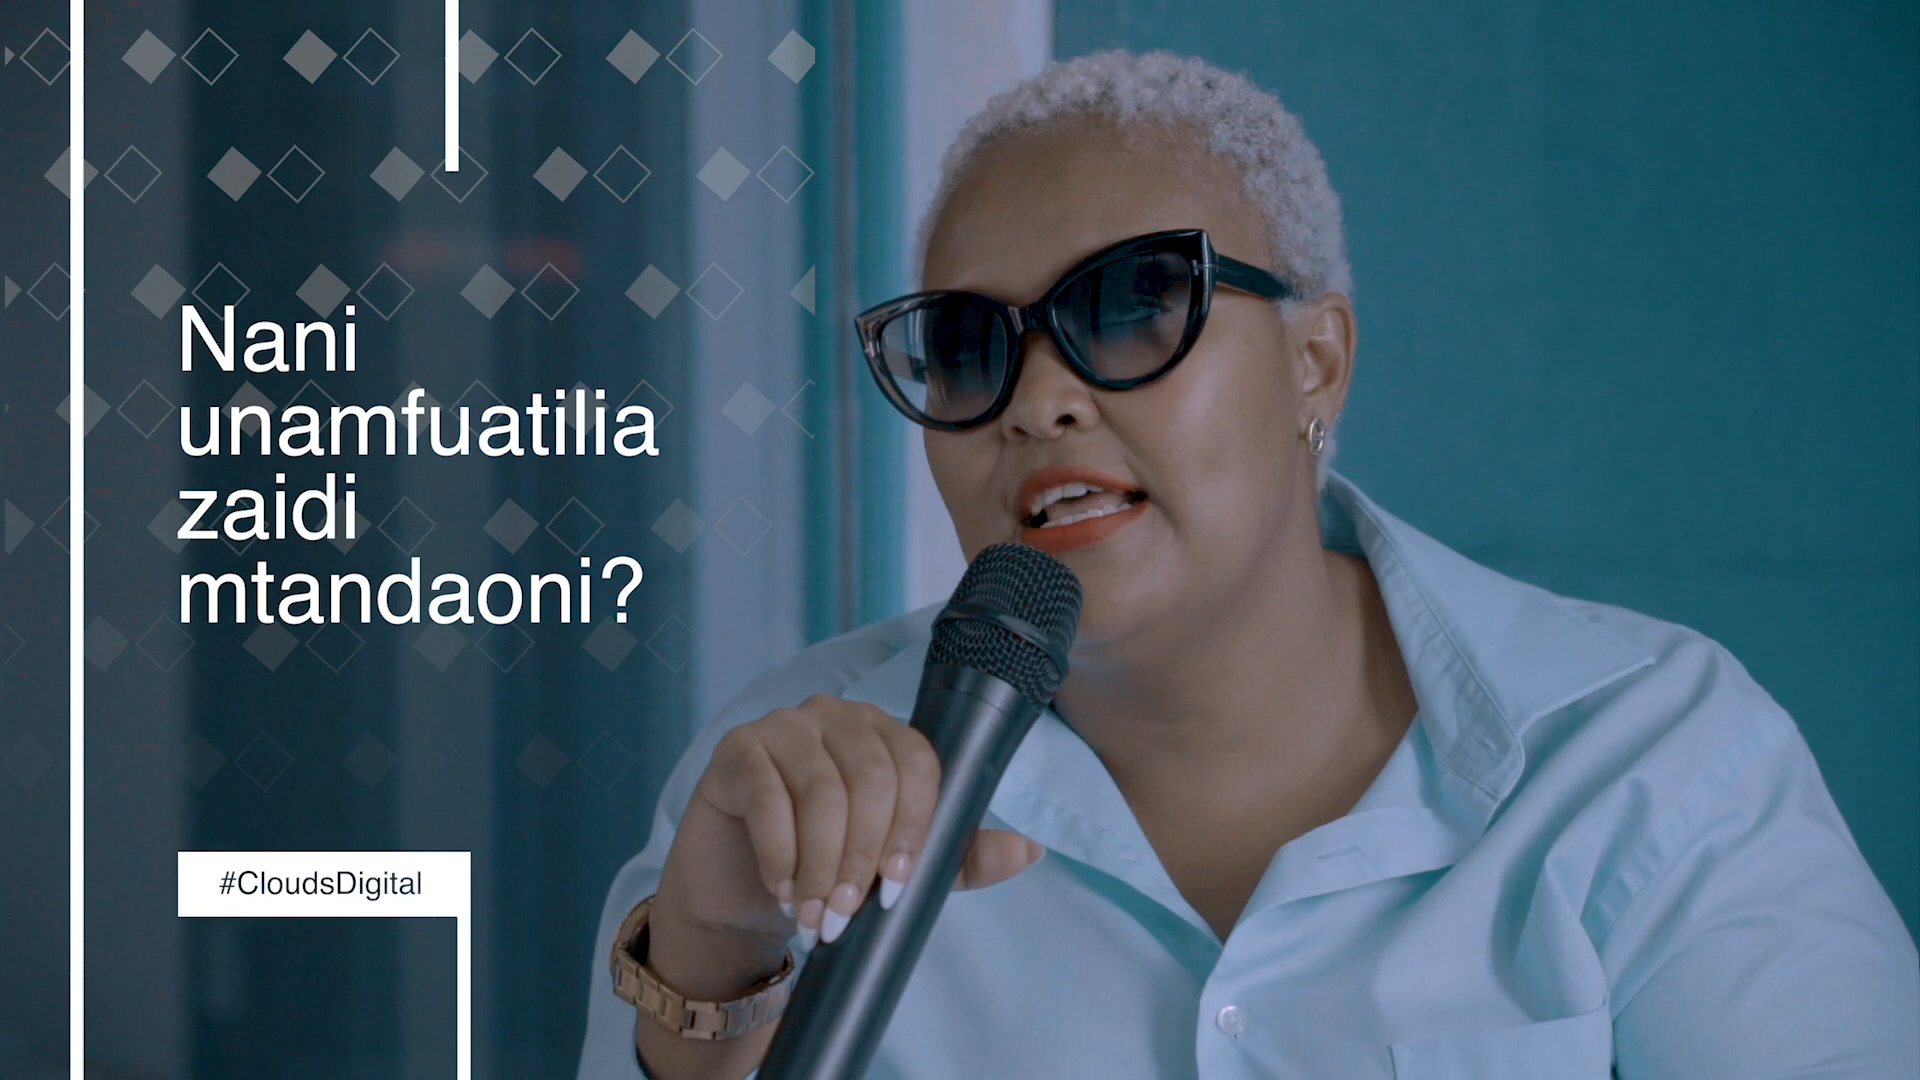 Nani
unamfuatilia
zaidi
mtandaoni?
#CloudsDigital